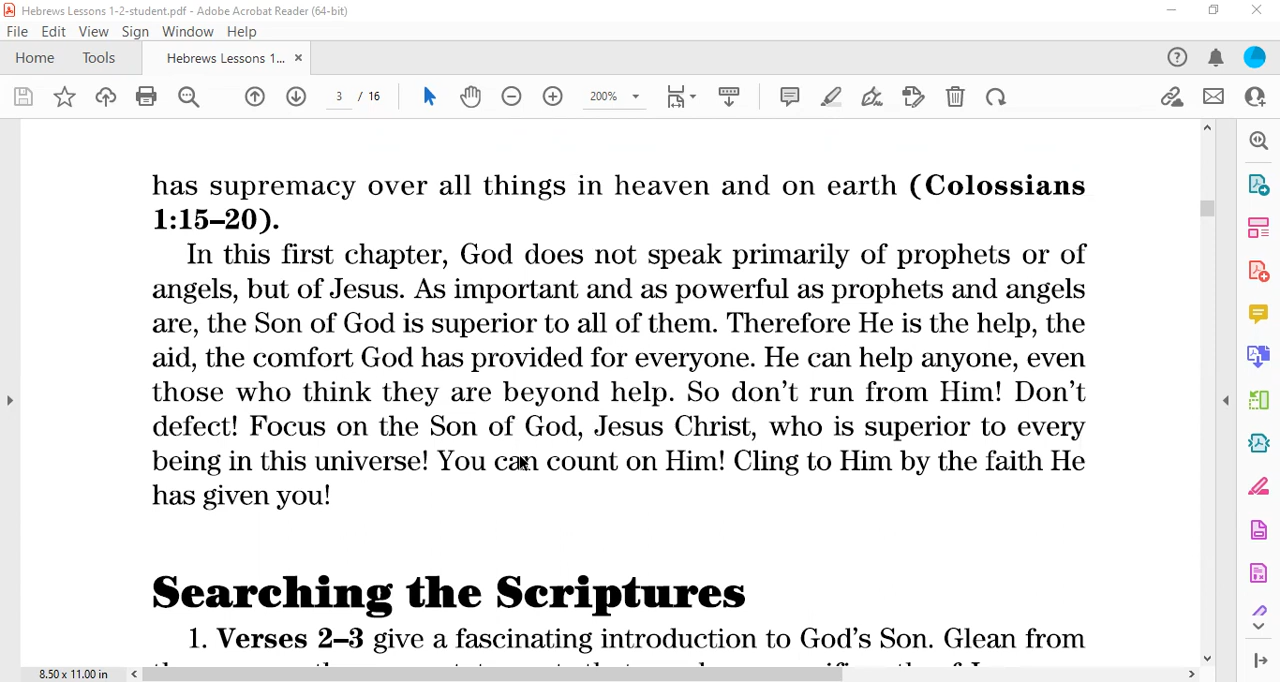 Hebrews Lessons 1-2-student.pdf - Adobe Acrobat Reader (64-bit)
File Edit View Sign Window Help
Home Tools Hebrews Lessons 1... ×
3 / 16 200%
has supremacy over all things in heaven and on earth (Colossians
1:15–20).
In this first chapter, God does not speak primarily of prophets or of
angels, but of Jesus. As important and as powerful as prophets and angels
are, the Son of God is superior to all of them. Therefore He is the help, the
aid, the comfort God has provided for everyone. He can help anyone, even
those who think they are beyond help. So don't run from Him! Don't
defect! Focus on the Son of God, Jesus Christ, who is superior to every
being in this universe! You can count on Him! Cling to Him by the faith He
has given you!
Searching the Scriptures
1. Verses 2–3 give a fascinating introduction to God's Son. Glean from
8.50 x 11.00 in